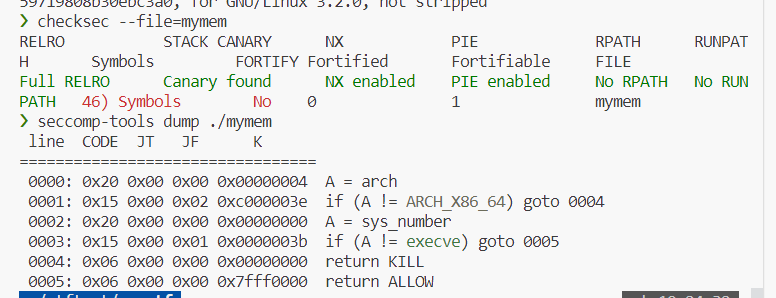 59719808b30ebc3a0, for GNU/Linux 3.2.0, not stripped
❯ checksec --file=mymem
RELRO STACK CANARY NX PIE RPATH RUNPAT
H Symbols FORTIFY Fortified Fortifiable FILE
Full RELRO Canary found NX enabled PIE enabled No RPATH No RUN
PATH 46) Symbols No 0 1 mymem
❯ seccomp-tools dump ./mymem
line CODE JT JF K
=================================
0000: 0x20 0x00 0x00 0x00000004 A = arch
0001: 0x15 0x00 0x02 0xc000003e if (A != ARCH_X86_64) goto 0004
0002: 0x20 0x00 0x00 0x00000000 A = sys_number
0003: 0x15 0x00 0x01 0x0000003b if (A != execve) goto 0005
0004: 0x06 0x00 0x00 0x00000000 return KILL
0005: 0x06 0x00 0x00 0x7fff0000 return ALLOW